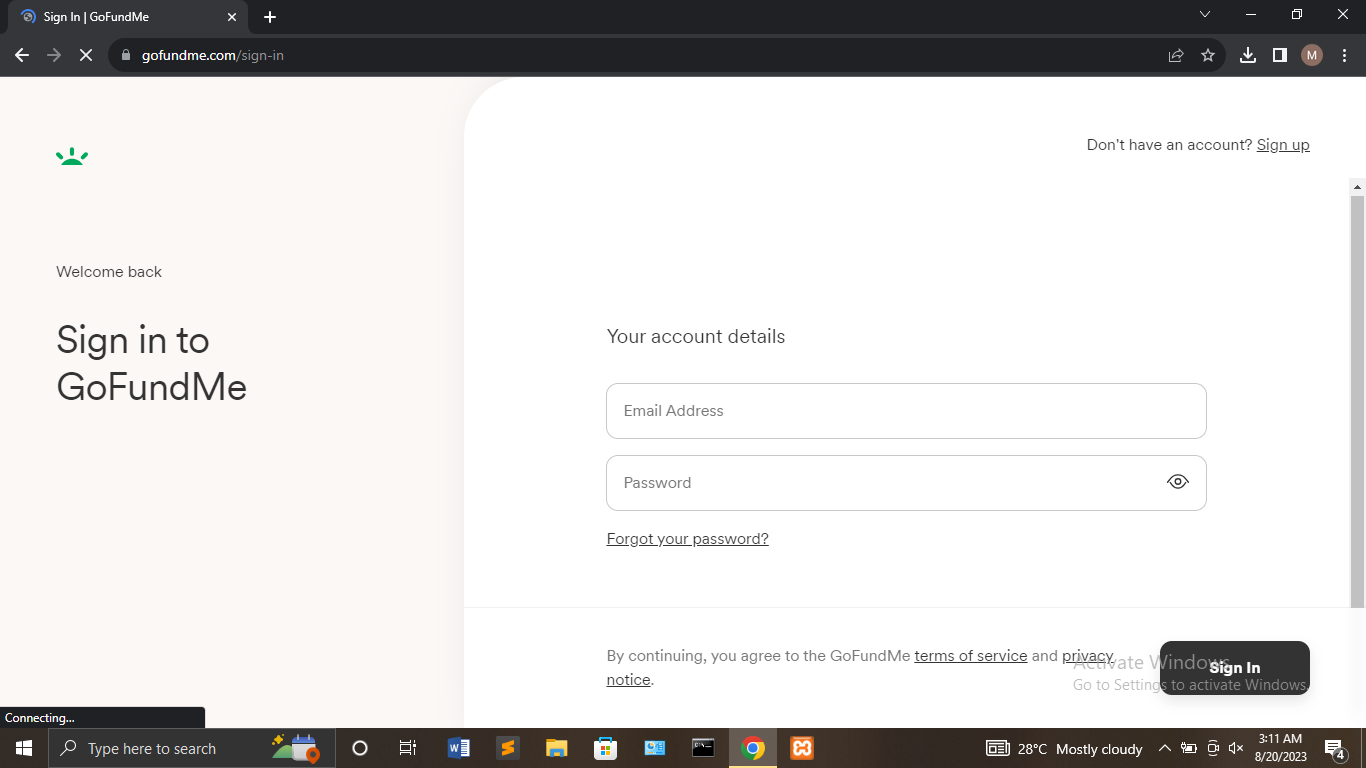 Sign In | GoFundMe
gofundme.com/sign-in
M
Don't have an account? Sign up
Welcome back
Sign in to
GoFundMe
Your account details
Email Address
Password
Forgot your password?
By continuing, you agree to the GoFundMe terms of service and privacy
notice.
Sign In
Activate Windows
Go to Settings to activate Windows.
Connecting...
Type here to search
28°C Mostly cloudy
3:11 AM
8/20/2023
4